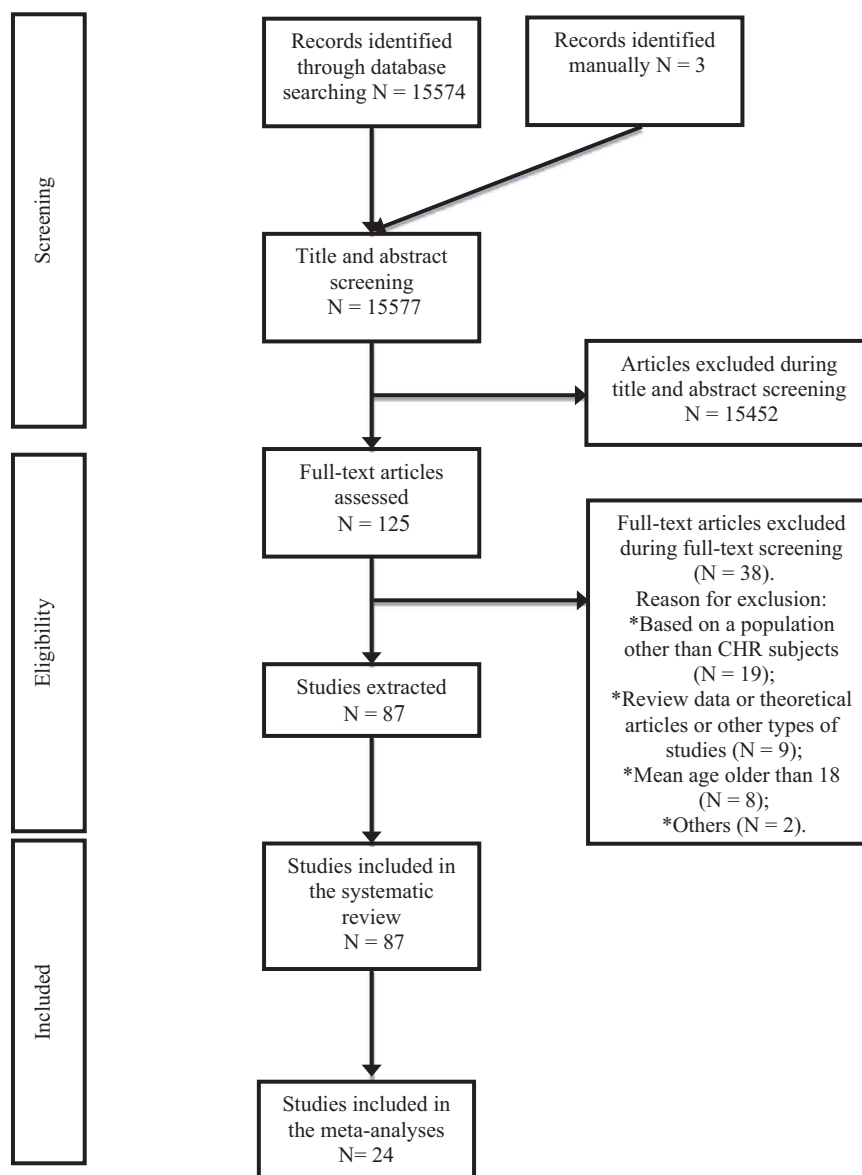 Screening
Records identified
through database
searching N = 15574
Records identified
manually N = 3
Title and abstract
screening
N = 15577
Articles excluded during
title and abstract screening
N = 15452
Eligibility
Full-text articles
assessed
N = 125
Full-text articles excluded
during full-text screening
(N = 38).
Reason for exclusion:
*Based on a population
other than CHR subjects
(N = 19);
*Review data or theoretical
articles or other types of
studies (N = 9);
*Mean age older than 18
(N = 8);
*Others (N = 2).
Studies extracted
N = 87
Included
Studies included in
the systematic
review
N = 87
Studies included in
the meta-analyses
N= 24